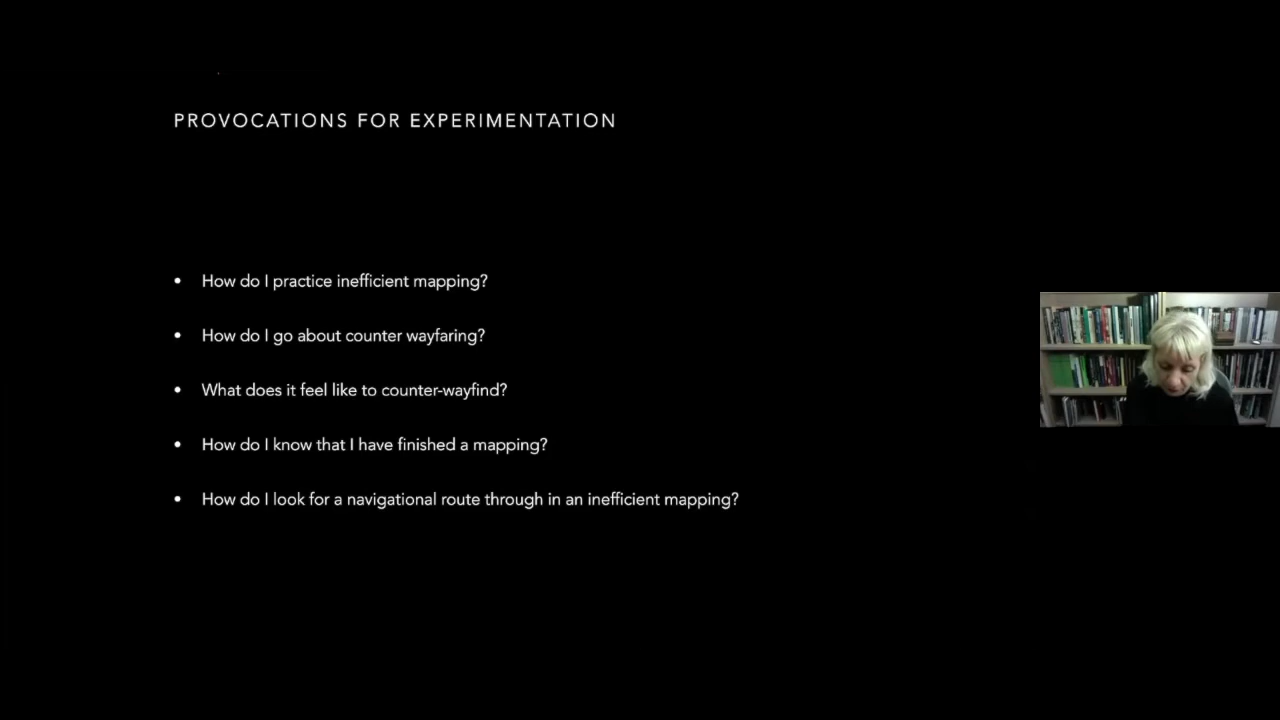 PROVOCATIONS FOR EXPERIMENTATION
• How do I practice inefficient mapping?
• How do I go about counter wayfaring?
• What does it feel like to counter-wayfind?
• How do I know that I have finished a mapping?
• How do I look for a navigational route through in an inefficient mapping?